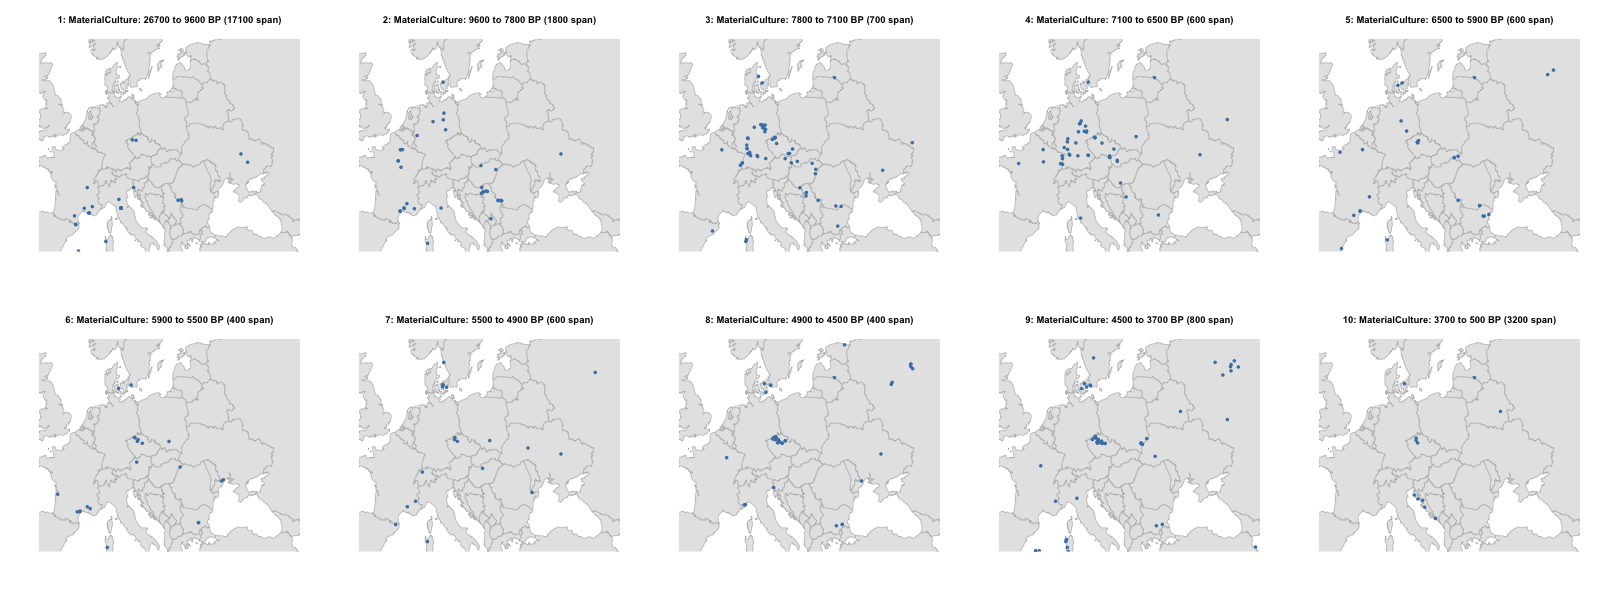 1: MaterialCulture: 26700 to 9600 BP (17100 span)
2: MaterialCulture: 9600 to 7800 BP (1800 span)
3: MaterialCulture: 7800 to 7100 BP (700 span)
4: MaterialCulture: 7100 to 6500 BP (600 span)
5: MaterialCulture: 6500 to 5900 BP (600 span)
6: MaterialCulture: 5900 to 5500 BP (400 span)
7: MaterialCulture: 5500 to 4900 BP (600 span)
8: MaterialCulture: 4900 to 4500 BP (400 span)
9: MaterialCulture: 4500 to 3700 BP (800 span)
10: MaterialCulture: 3700 to 500 BP (3200 span)